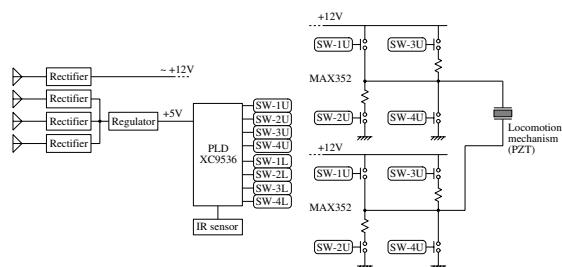 Rectifier
~ +12V
Rectifier
Rectifier
Rectifier
Regulator
+5V
PLD
XC9536
IR sensor
SW-1U
SW-2U
SW-3U
SW-4U
SW-1L
SW-2L
SW-3L
SW-4L
+12V
SW-1U
SW-3U
MAX352
SW-2U
SW-4U
+12V
SW-1U
SW-3U
MAX352
SW-2U
SW-4U
Locomotion
mechanism
(PZT)